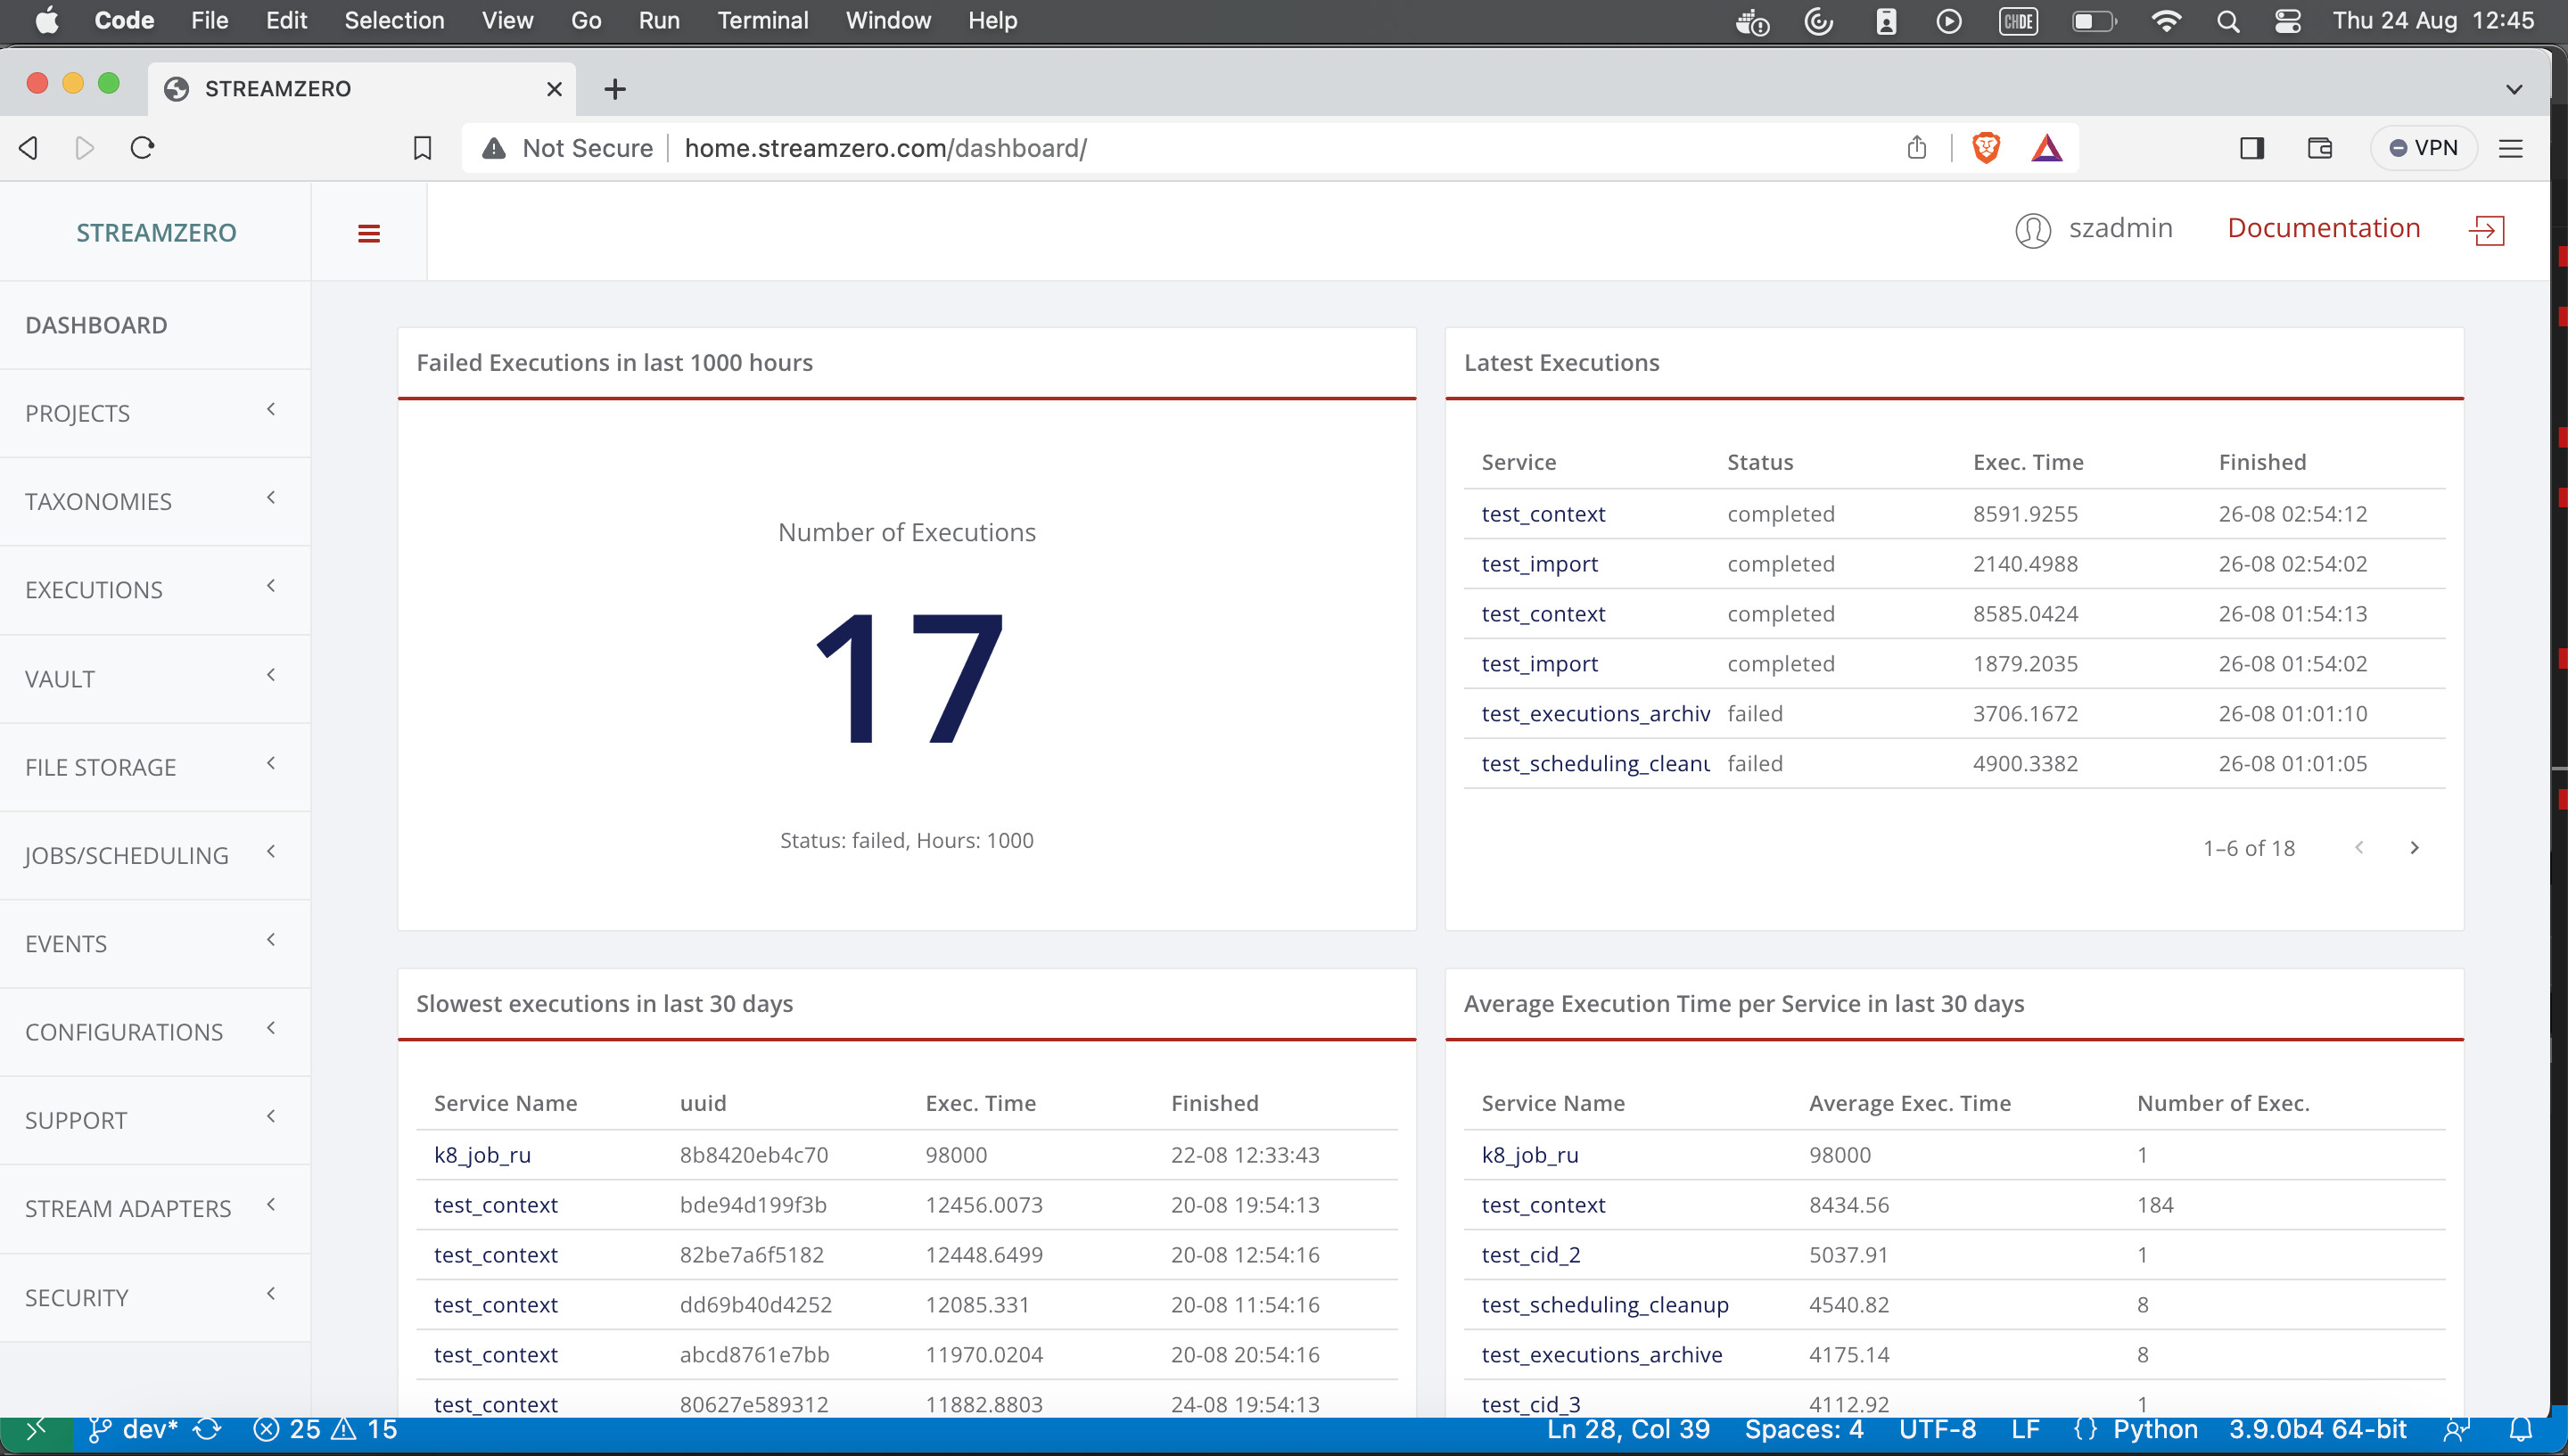 Code File Edit Selection View Go Run Terminal Window Help CHDE Thu 24 Aug 12:45
STREAMZERO
Not Secure home.streamzero.com/dashboard/ VPN
STREAMZERO szadmin Documentation
DASHBOARD
PROJECTS
TAXONOMIES
EXECUTIONS
VAULT
FILE STORAGE
JOBS/SCHEDULING
EVENTS
CONFIGURATIONS
SUPPORT
STREAM ADAPTERS
SECURITY
Failed Executions in last 1000 hours
Number of Executions
17
Status: failed, Hours: 1000
Latest Executions
Service Status Exec. Time Finished
test_context completed 8591.9255 26-08 02:54:12
test_import completed 2140.4988 26-08 02:54:02
test_context completed 8585.0424 26-08 01:54:13
test_import completed 1879.2035 26-08 01:54:02
test_executions_archiv failed 3706.1672 26-08 01:01:10
test_scheduling_cleanu failed 4900.3382 26-08 01:01:05
1–6 of 18
Slowest executions in last 30 days
Service Name uuid Exec. Time Finished
k8_job_ru 8b8420eb4c70 98000 22-08 12:33:43
test_context bde94d199f3b 12456.0073 20-08 19:54:13
test_context 82be7a6f5182 12448.6499 20-08 12:54:16
test_context dd69b40d4252 12085.331 20-08 11:54:16
test_context abcd8761e7bb 11970.0204 20-08 20:54:16
test_context 80627e589312 11882.8803 24-08 19:54:13
Average Execution Time per Service in last 30 days
Service Name Average Exec. Time Number of Exec.
k8_job_ru 98000 1
test_context 8434.56 184
test_cid_2 5037.91 1
test_scheduling_cleanup 4540.82 8
test_executions_archive 4175.14 8
test_cid_3 4112.92 1
dev* 25 15 Ln 28, Col 39 Spaces: 4 UTF-8 LF {} Python 3.9.0b4 64-bit